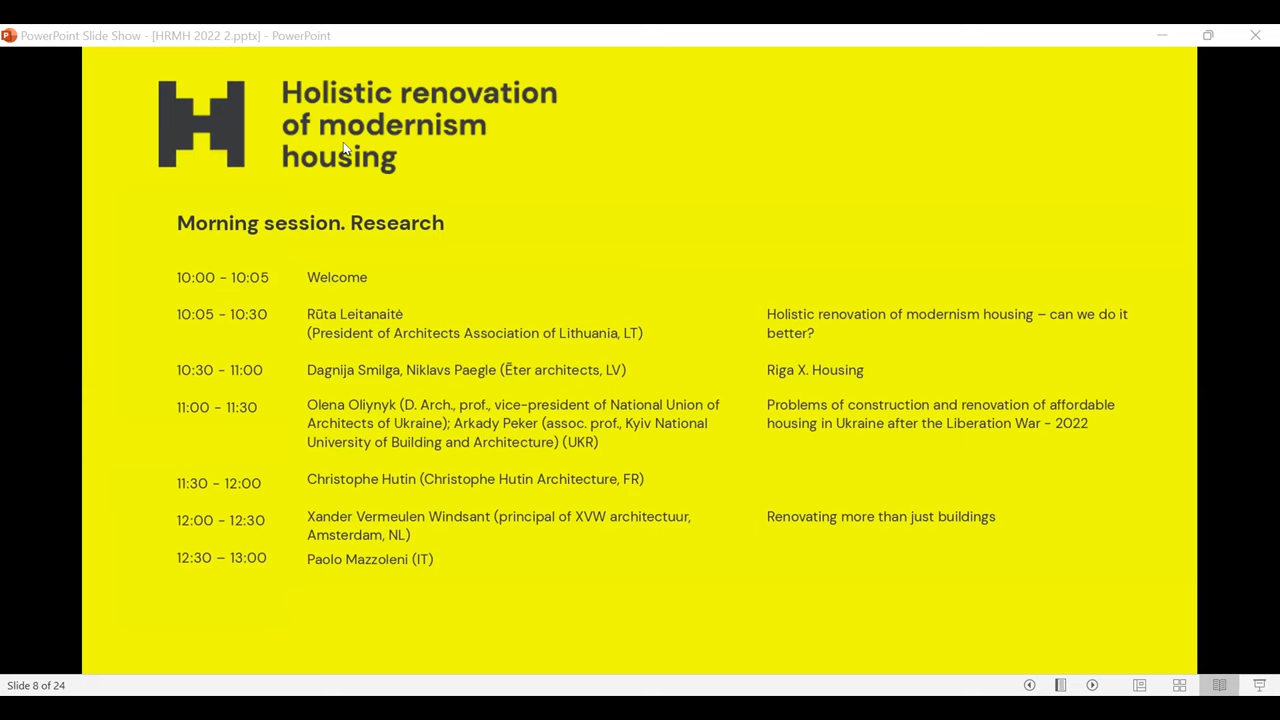 PowerPoint Slide Show - [HRMH 2022 2.pptx] - PowerPoint
Holistic renovation
of modernism
housing
Morning session. Research
10:00 - 10:05 Welcome
10:05 - 10:30 Rūta Leitanaitė Holistic renovation of modernism housing – can we do it
(President of Architects Association of Lithuania, LT) better?
10:30 - 11:00 Dagnija Smilga, Niklavs Paegle (Ēter architects, LV) Riga X. Housing
11:00 - 11:30 Olena Oliynyk (D. Arch., prof., vice-president of National Union of Problems of construction and renovation of affordable
Architects of Ukraine); Arkady Peker (assoc. prof., Kyiv National housing in Ukraine after the Liberation War - 2022
University of Building and Architecture) (UKR)
11:30 - 12:00 Christophe Hutin (Christophe Hutin Architecture, FR)
12:00 - 12:30 Xander Vermeulen Windsant (principal of XVW architectuur, Renovating more than just buildings
Amsterdam, NL)
12:30 – 13:00 Paolo Mazzoleni (IT)
Slide 8 of 24